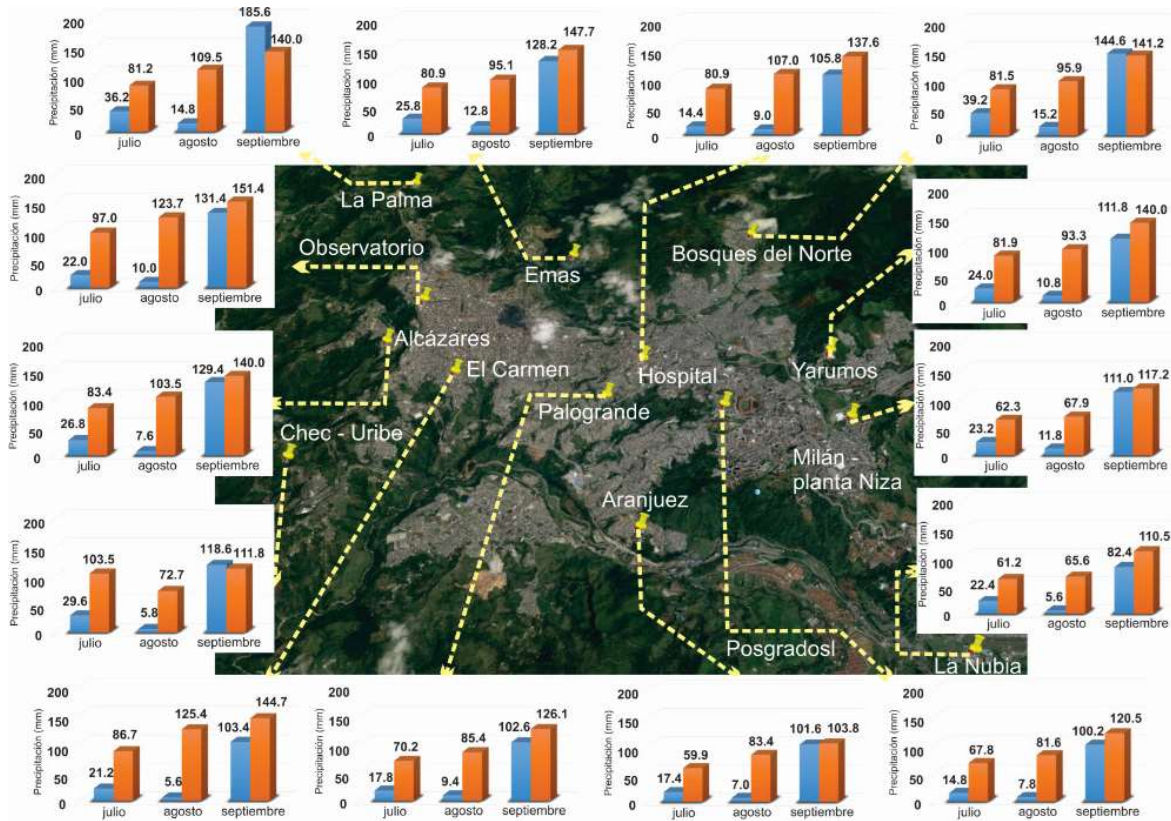 Precipitación (mm)
200
150
100
50
0
36.2
81.2
14.8
109.5
185.6
140.0
julio
agosto
septiembre
Precipitación (mm)
200
150
100
50
0
25.8
80.9
12.8
95.1
128.2
147.7
julio
agosto
septiembre
Precipitación (mm)
200
150
100
50
0
14.4
80.9
9.0
107.0
105.8
137.6
julio
agosto
septiembre
Precipitación (mm)
200
150
100
50
0
39.2
81.5
15.2
95.9
144.6
141.2
julio
agosto
septiembre
Precipitación (mm)
200
150
100
50
0
22.0
97.0
10.0
123.7
131.4
151.4
julio
agosto
septiembre
La Palma
Observatorio
Emas
Bosques del Norte
Precipitación (mm)
200
150
100
50
0
24.0
81.9
10.8
93.3
111.8
140.0
julio
agosto
septiembre
Precipitación (mm)
200
150
100
50
0
26.8
83.4
7.6
103.5
129.4
140.0
julio
agosto
septiembre
Alcázares
El Carmen
Hospital
Yarumos
Palogrande
Chec - Uribe
Milán -
planta Niza
Aranjuez
Precipitación (mm)
200
150
100
50
0
23.2
62.3
11.8
67.9
111.0
117.2
julio
agosto
septiembre
Precipitación (mm)
200
150
100
50
0
29.6
103.5
5.8
72.7
118.6
111.8
julio
agosto
septiembre
Posgradosl
La Nubia
Precipitación (mm)
200
150
100
50
0
22.4
61.2
5.6
65.6
82.4
110.5
julio
agosto
septiembre
Precipitación (mm)
200
150
100
50
0
21.2
86.7
5.6
125.4
103.4
144.7
julio
agosto
septiembre
Precipitación (mm)
200
150
100
50
0
17.8
70.2
9.4
85.4
102.6
126.1
julio
agosto
septiembre
Precipitación (mm)
200
150
100
50
0
17.4
59.9
7.0
83.4
101.6
103.8
julio
agosto
septiembre
Precipitación (mm)
200
150
100
50
0
14.8
67.8
7.8
81.6
100.2
120.5
julio
agosto
septiembre